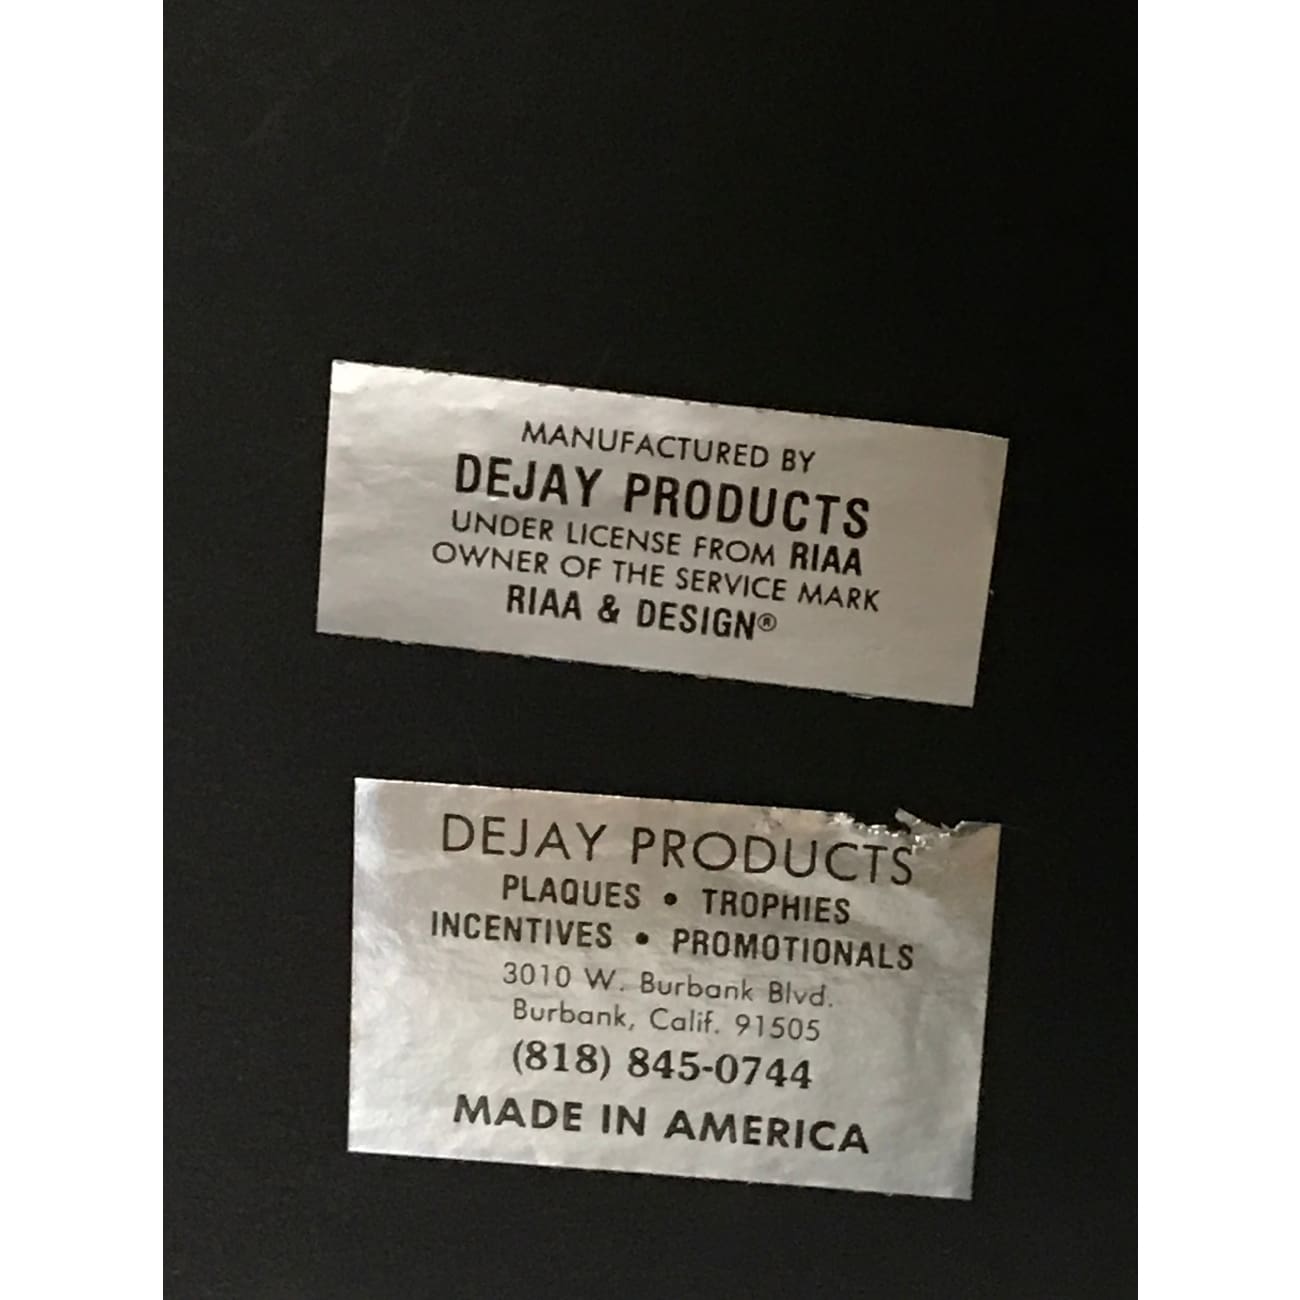 MANUFACTURED BY
DEJAY PRODUCTS
UNDER LICENSE FROM RIAA
OWNER OF THE SERVICE MARK
RIAA & DESIGN®
DEJAY PRODUCTS
PLAQUES • TROPHIES
INCENTIVES • PROMOTIONALS
3010 W. Burbank Blvd.
Burbank, Calif. 91505
(818) 845-0744
MADE IN AMERICA